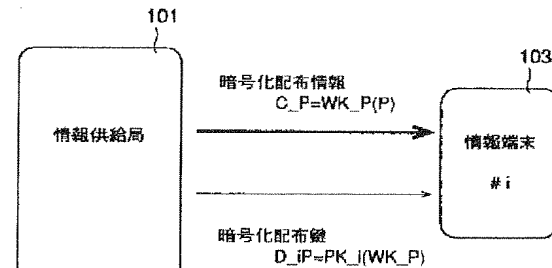 101
103
暗号化配布情報
C_P=WK_P(P)
情報供給局
情報端末
#i
暗号化配布鍵
D_iP=PK_i(WK_P)